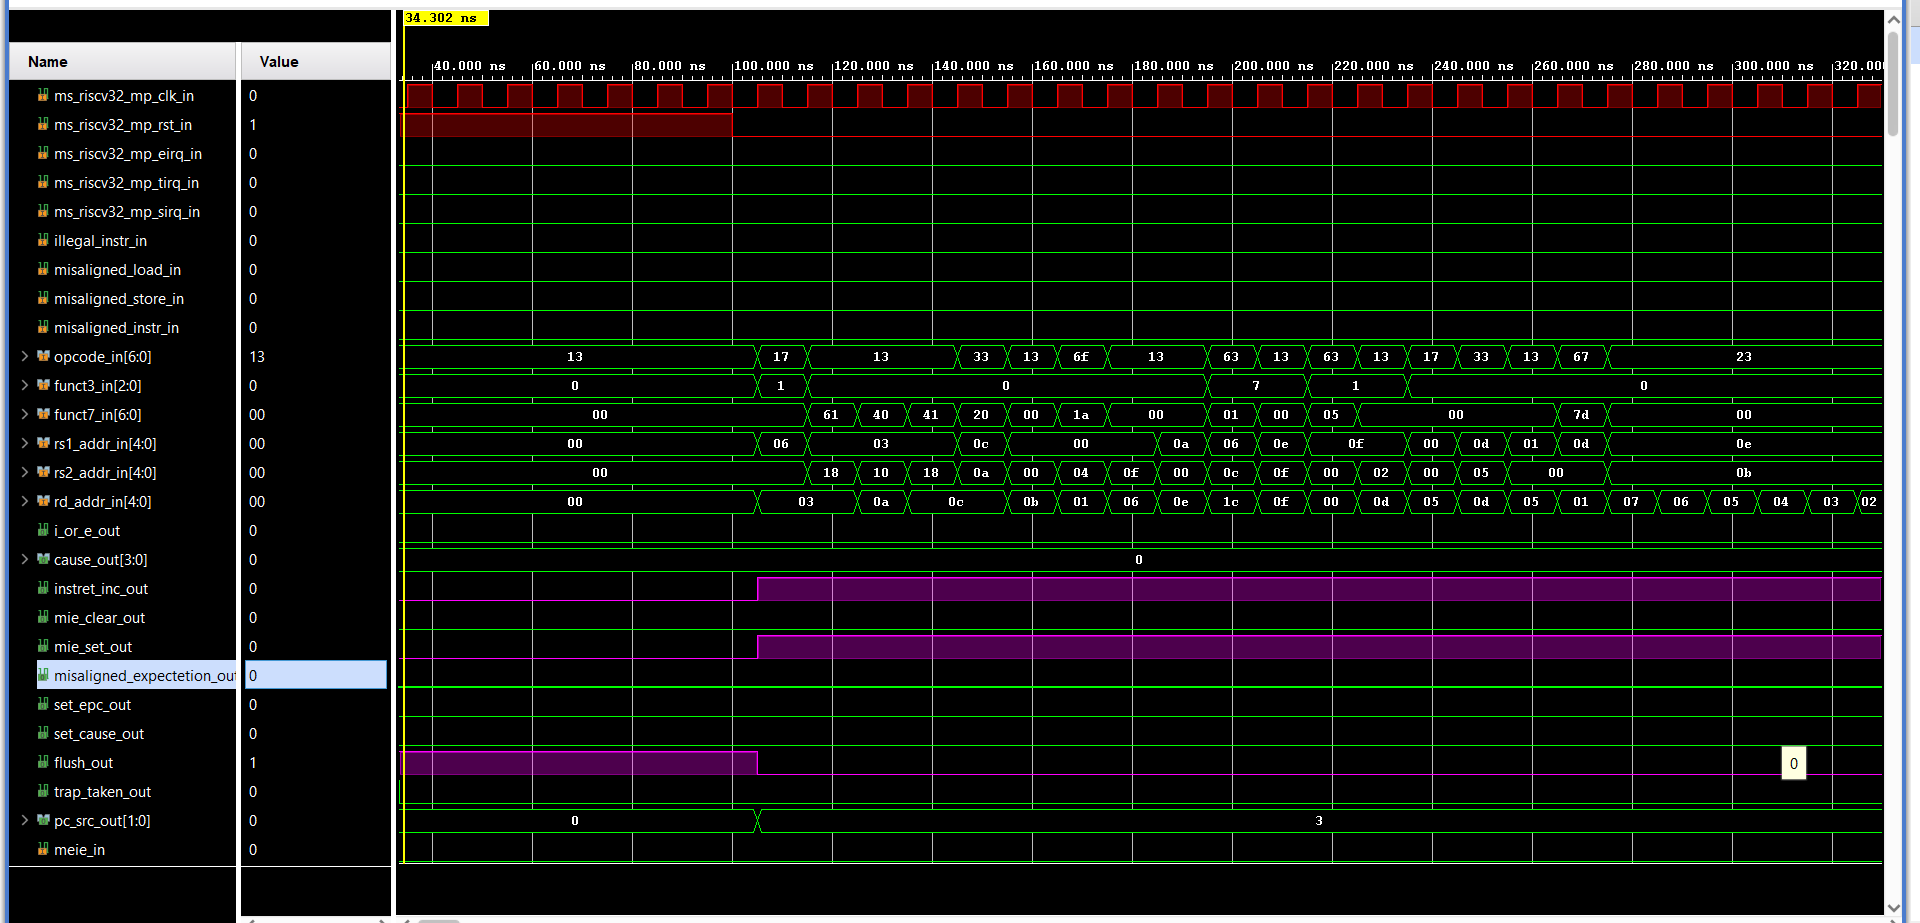 34.302 ns
Name Value
40.000 ns 60.000 ns 80.000 ns 100.000 ns 120.000 ns 140.000 ns 160.000 ns 180.000 ns 200.000 ns 220.000 ns 240.000 ns 260.000 ns 280.000 ns 300.000 ns 320.00
ms_riscv32_mp_clk_in 0
ms_riscv32_mp_rst_in 1
ms_riscv32_mp_eirq_in 0
ms_riscv32_mp_tirq_in 0
ms_riscv32_mp_sirq_in 0
illegal_instr_in 0
misaligned_load_in 0
misaligned_store_in 0
misaligned_instr_in 0
opcode_in[6:0] 13 13 17 13 33 13 6f 13 63 13 63 13 17 33 13 67 23
funct3_in[2:0] 0 0 1 0 7 1 0
funct7_in[6:0] 00 00 61 40 41 20 00 1a 00 01 00 05 00 7d 00
rs1_addr_in[4:0] 00 00 06 03 0c 00 0a 06 0e 0f 00 0d 01 0d 0e
rs2_addr_in[4:0] 00 00 18 10 18 0a 00 04 0f 00 0c 0f 00 02 00 05 00 0b
rd_addr_in[4:0] 00 00 03 0a 0c 0b 01 06 0e 1c 0f 00 0d 05 0d 05 01 07 06 05 04 03 02
i_or_e_out 0
cause_out[3:0] 0 0
instret_inc_out 0
mie_clear_out 0
mie_set_out 0
misaligned_expectetion_out 0
set_epc_out 0
set_cause_out 0
flush_out 1 0
trap_taken_out 0
pc_src_out[1:0] 0 0 3
meie_in 0